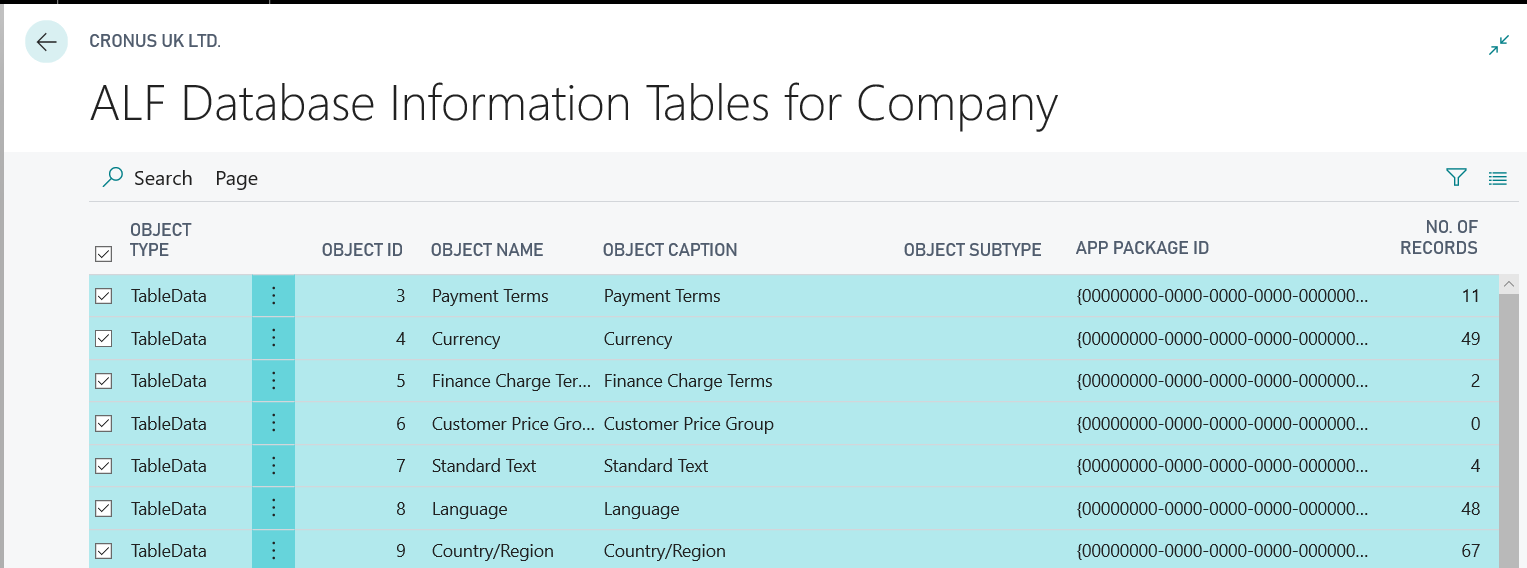 CRONUS UK LTD.
ALF Database Information Tables for Company
Search Page
OBJECT TYPE OBJECT ID OBJECT NAME OBJECT CAPTION OBJECT SUBTYPE APP PACKAGE ID NO. OF RECORDS
TableData 3 Payment Terms Payment Terms {00000000-0000-0000-0000-000000... 11
TableData 4 Currency Currency {00000000-0000-0000-0000-000000... 49
TableData 5 Finance Charge Ter... Finance Charge Terms {00000000-0000-0000-0000-000000... 2
TableData 6 Customer Price Gro... Customer Price Group {00000000-0000-0000-0000-000000... 0
TableData 7 Standard Text Standard Text {00000000-0000-0000-0000-000000... 4
TableData 8 Language Language {00000000-0000-0000-0000-000000... 48
TableData 9 Country/Region Country/Region {00000000-0000-0000-0000-000000... 67